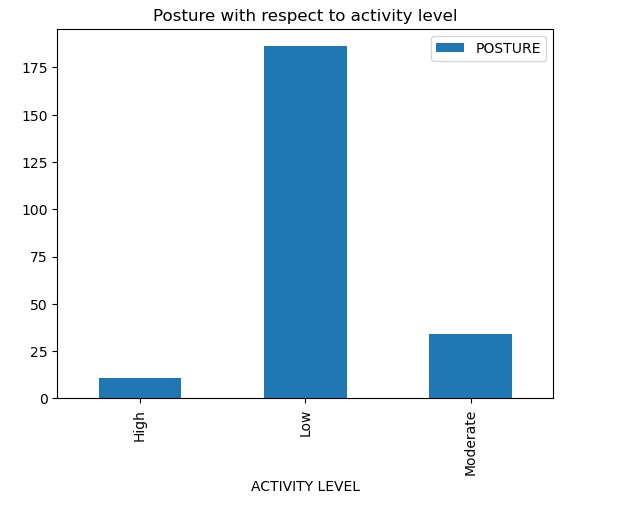 Posture with respect to activity level
POSTURE
175
150
125
100
75
50
25
0
High
Low
Moderate
ACTIVITY LEVEL